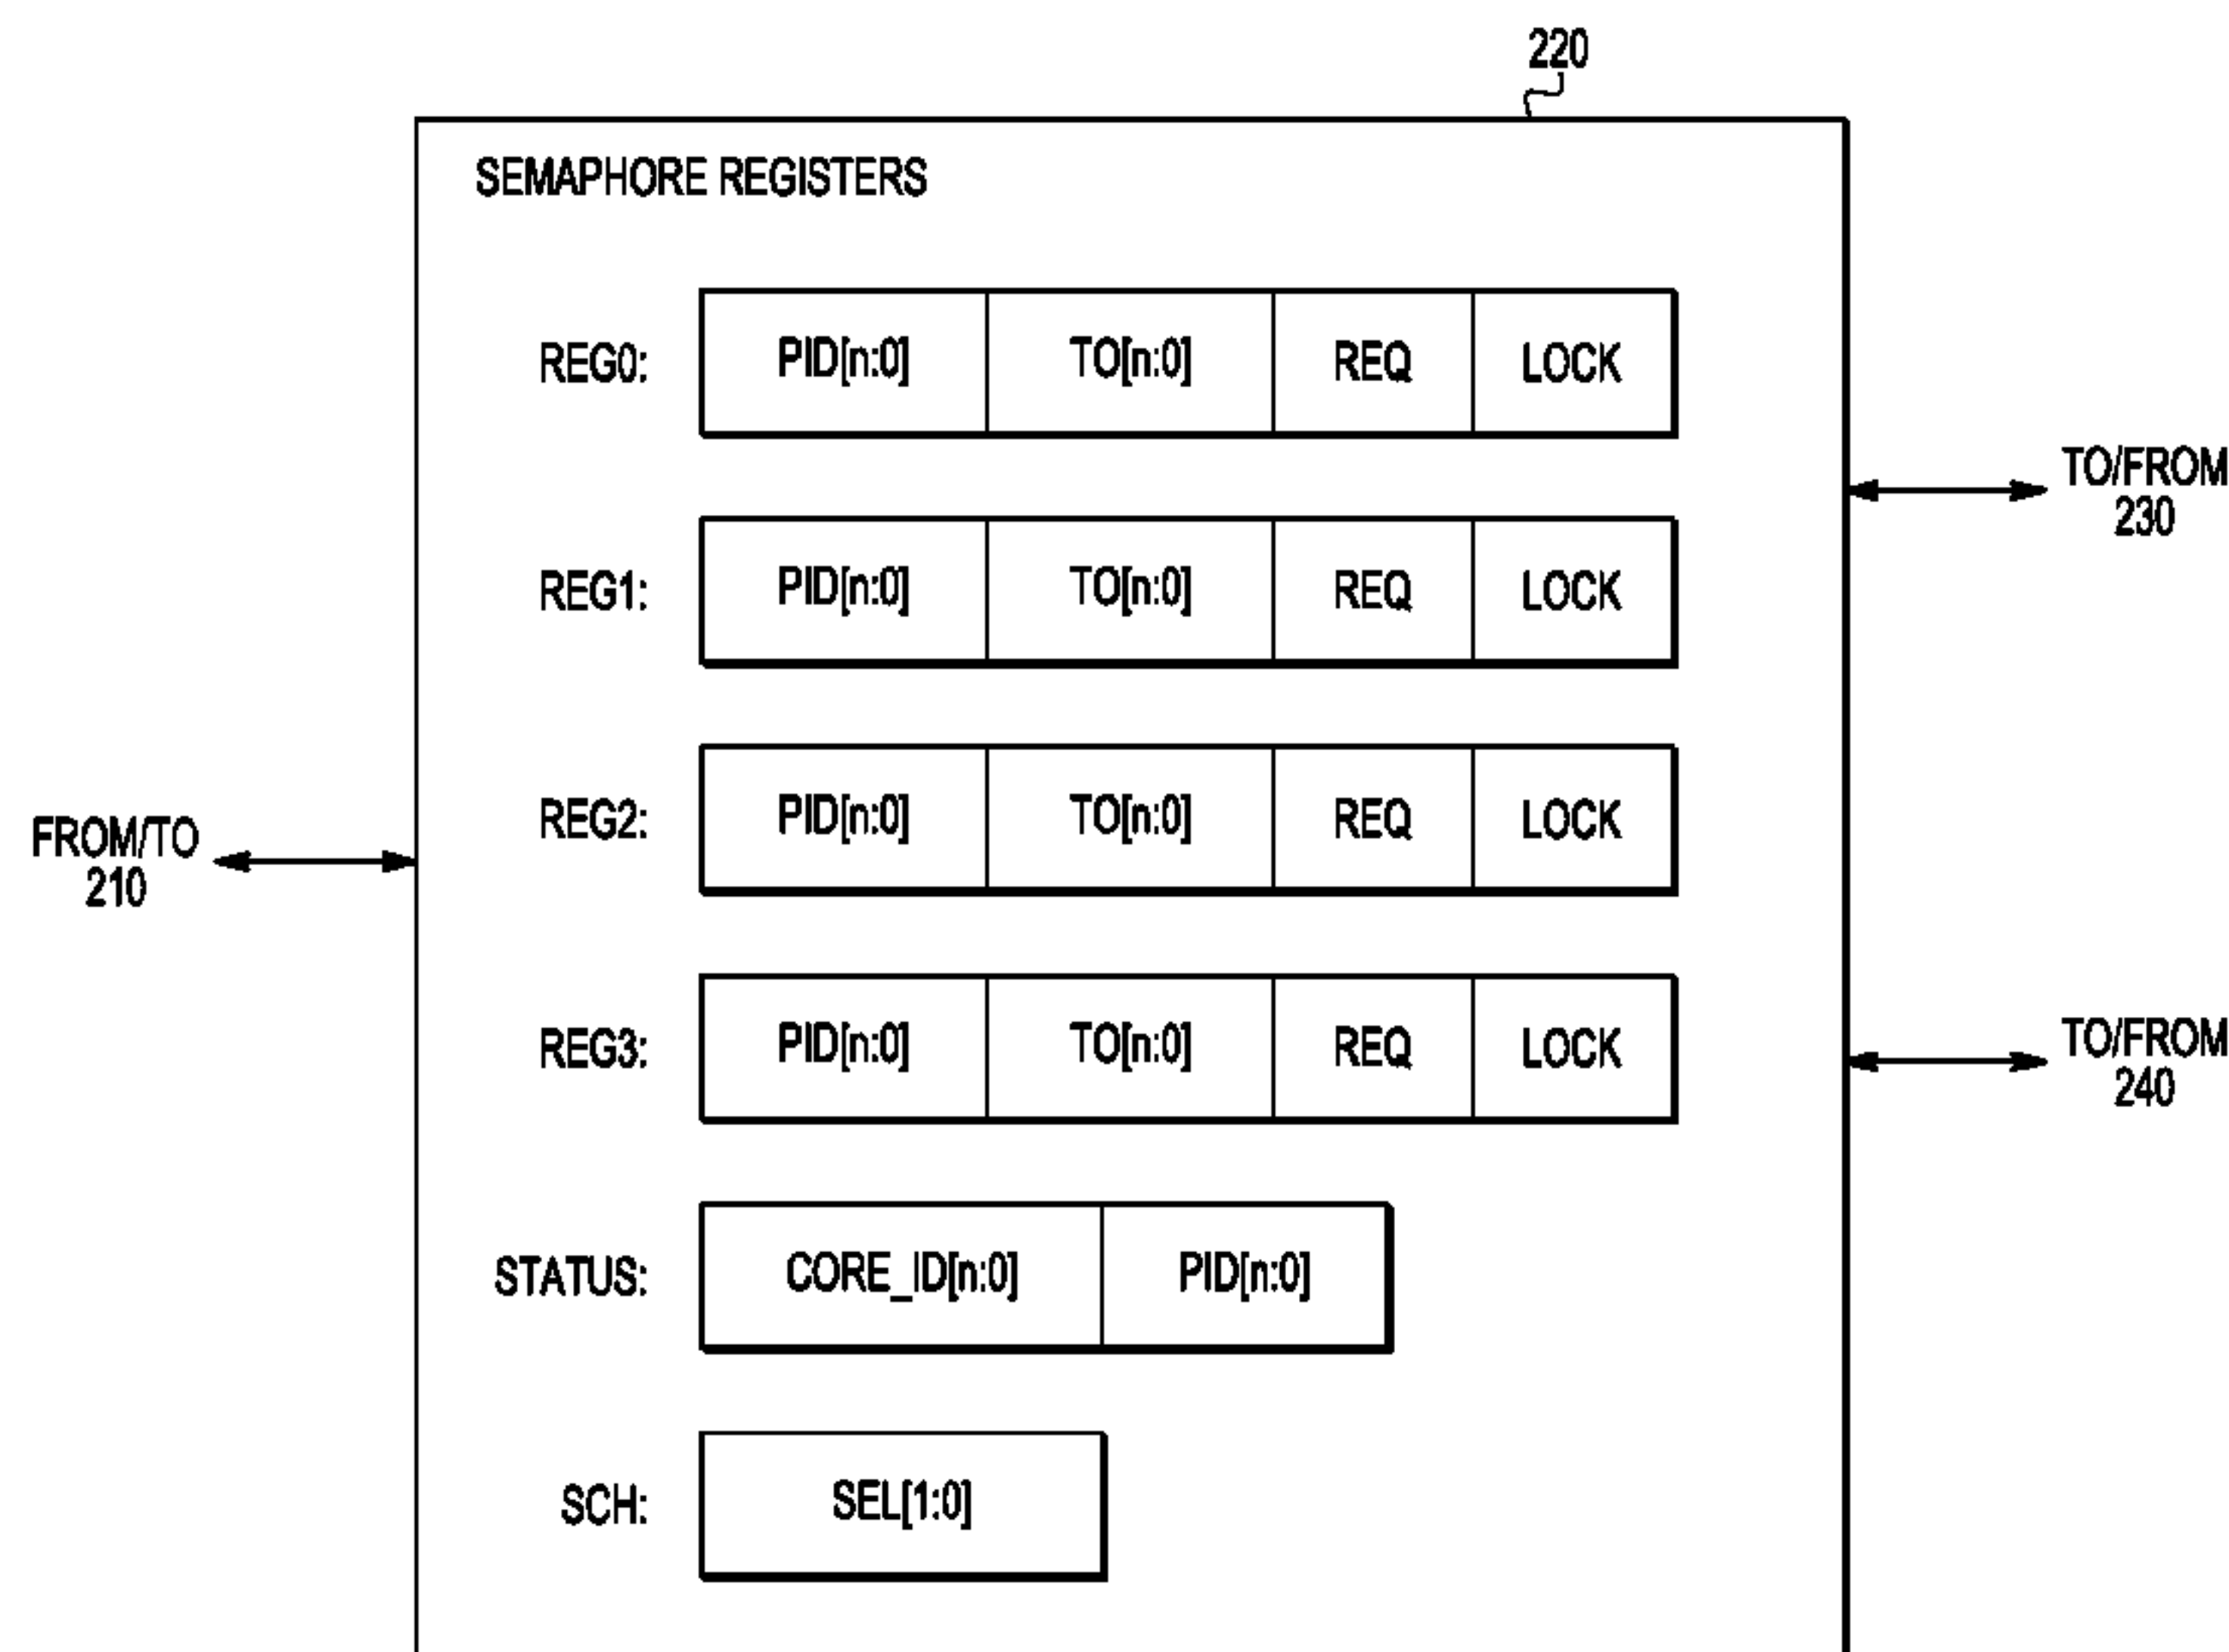 220
SEMAPHORE REGISTERS
REG0: PID[n:0] TO[n:0] REQ LOCK
TO/FROM
230
REG1: PID[n:0] TO[n:0] REQ LOCK
REG2: PID[n:0] TO[n:0] REQ LOCK
FROM/TO
210
REG3: PID[n:0] TO[n:0] REQ LOCK
TO/FROM
240
STATUS: CORE_ID[n:0] PID[n:0]
SCH: SEL[1:0]